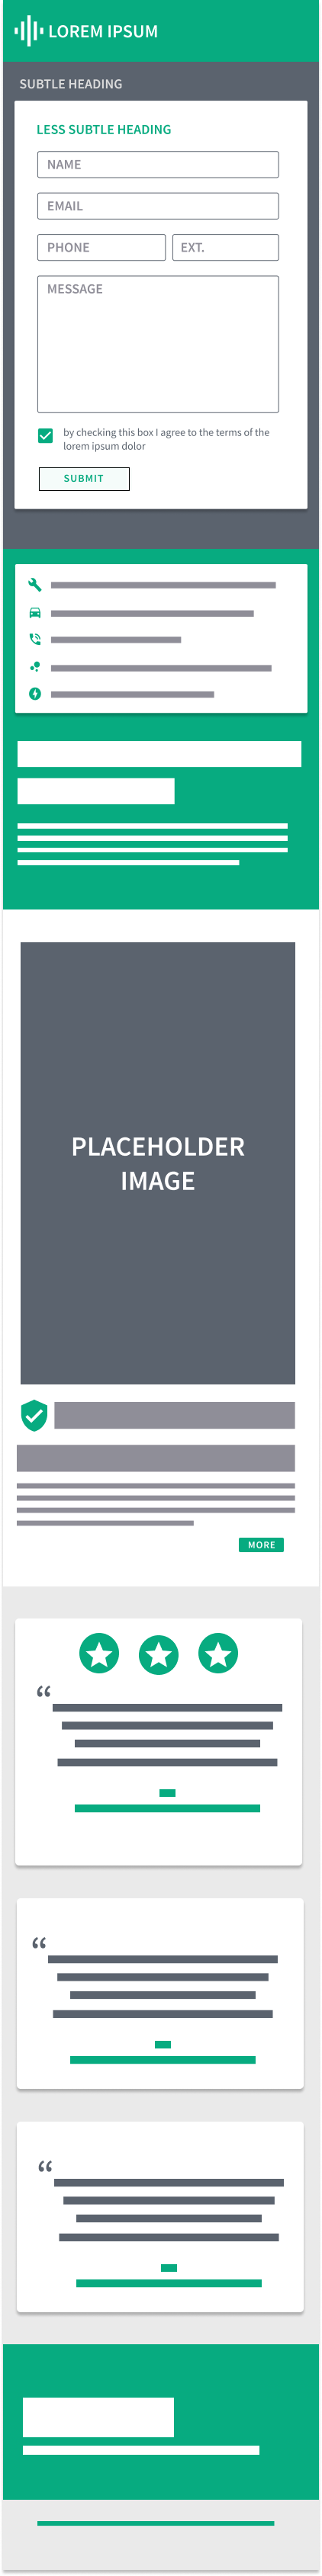 LOREM IPSUM
SUBTLE HEADING
LESS SUBTLE HEADING
NAME
EMAIL
PHONE
EXT.
MESSAGE
by checking this box I agree to the terms of the
lorem ipsum dolor
SUBMIT
PLACEHOLDER
IMAGE
MORE
“
“
“